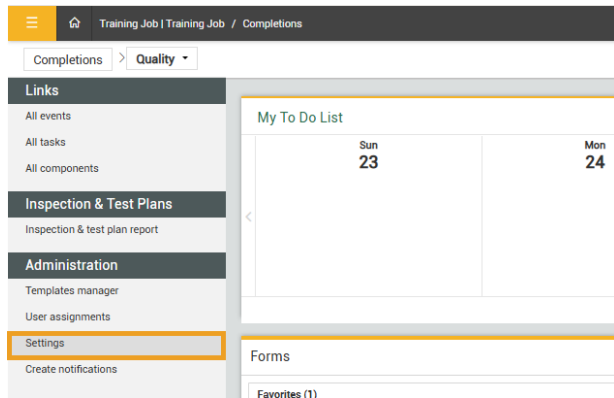 Training Job | Training Job / Completions
Completions > Quality
Links
All events
All tasks
All components
Inspection & Test Plans
Inspection & test plan report
Administration
Templates manager
User assignments
Settings
Create notifications
My To Do List
Sun
23
Mon
24
Forms
Favorites (1)